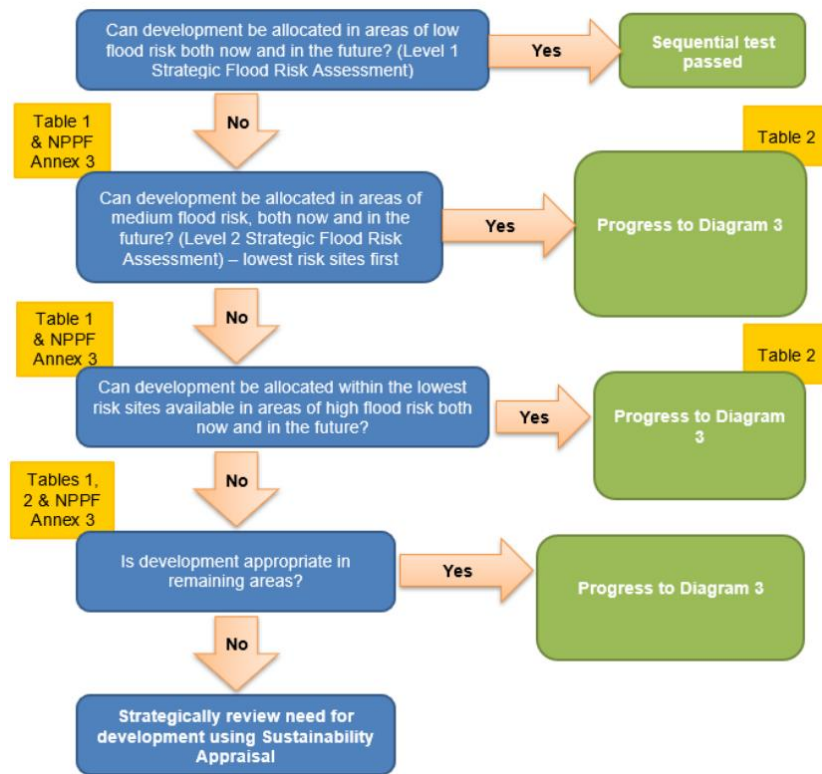 Can development be allocated in areas of low
flood risk both now and in the future? (Level 1
Strategic Flood Risk Assessment)
Yes
Sequential test
passed
No
Table 1
& NPPF
Annex 3
Table 2
Can development be allocated in areas of
medium flood risk, both now and in the
future? (Level 2 Strategic Flood Risk
Assessment) – lowest risk sites first
Yes
Progress to Diagram 3
No
Table 1
& NPPF
Annex 3
Table 2
Can development be allocated within the lowest
risk sites available in areas of high flood risk both
now and in the future?
Yes
Progress to Diagram
3
No
Tables 1,
2 & NPPF
Annex 3
Is development appropriate in
remaining areas?
Yes
Progress to Diagram 3
No
Strategically review need for
development using Sustainability
Appraisal